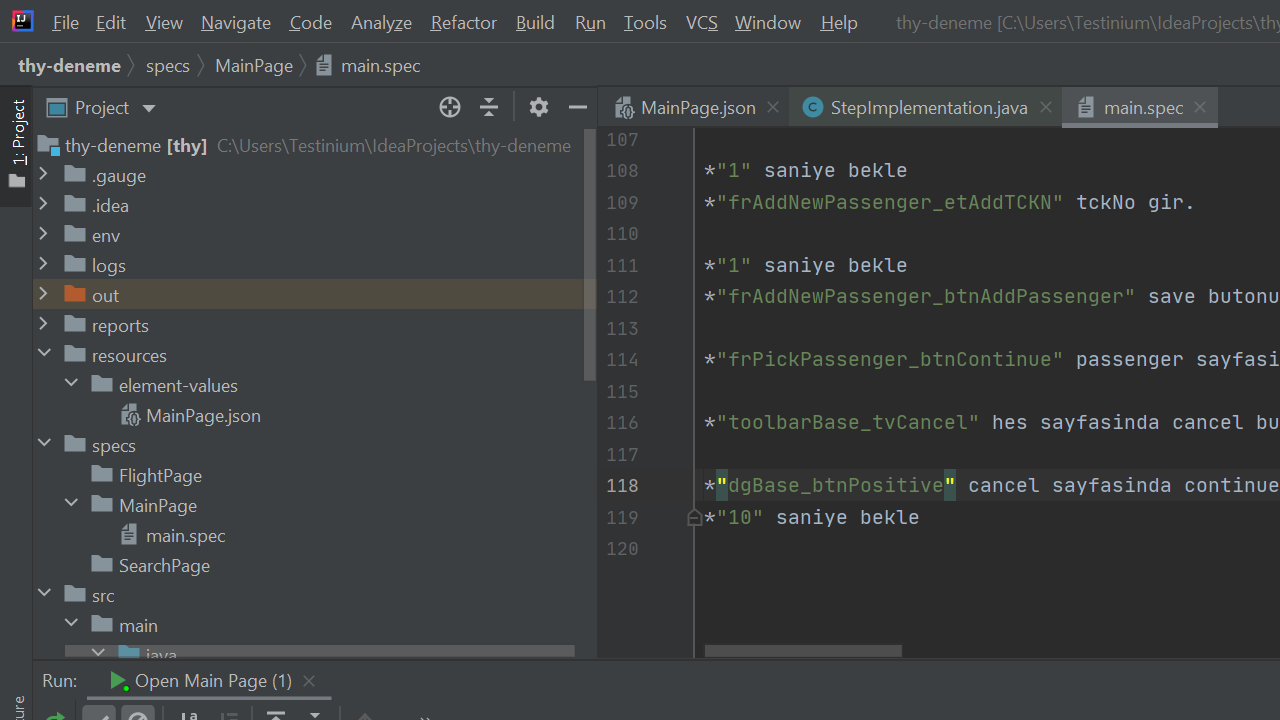 File Edit View Navigate Code Analyze Refactor Build Run Tools VCS Window Help thy-deneme [C:\Users\Testinium\IdeaProjects\thy
thy-deneme specs MainPage main.spec
1: Project
Project
MainPage.json StepImplementation.java main.spec
thy-deneme [thy] C:\Users\Testinium\IdeaProjects\thy-deneme
.gauge
.idea
env
logs
out
reports
resources
element-values
MainPage.json
specs
FlightPage
MainPage
main.spec
SearchPage
src
main
java
107
108 *"1" saniye bekle
109 *"frAddNewPassenger_etAddTCKN" tckNo gir.
110
111 *"1" saniye bekle
112 *"frAddNewPassenger_btnAddPassenger" save butonu
113
114 *"frPickPassenger_btnContinue" passenger sayfasi
115
116 *"toolbarBase_tvCancel" hes sayfasinda cancel bu
117
118 *"dgBase_btnPositive" cancel sayfasinda continue
119 *"10" saniye bekle
120
Run: Open Main Page (1)